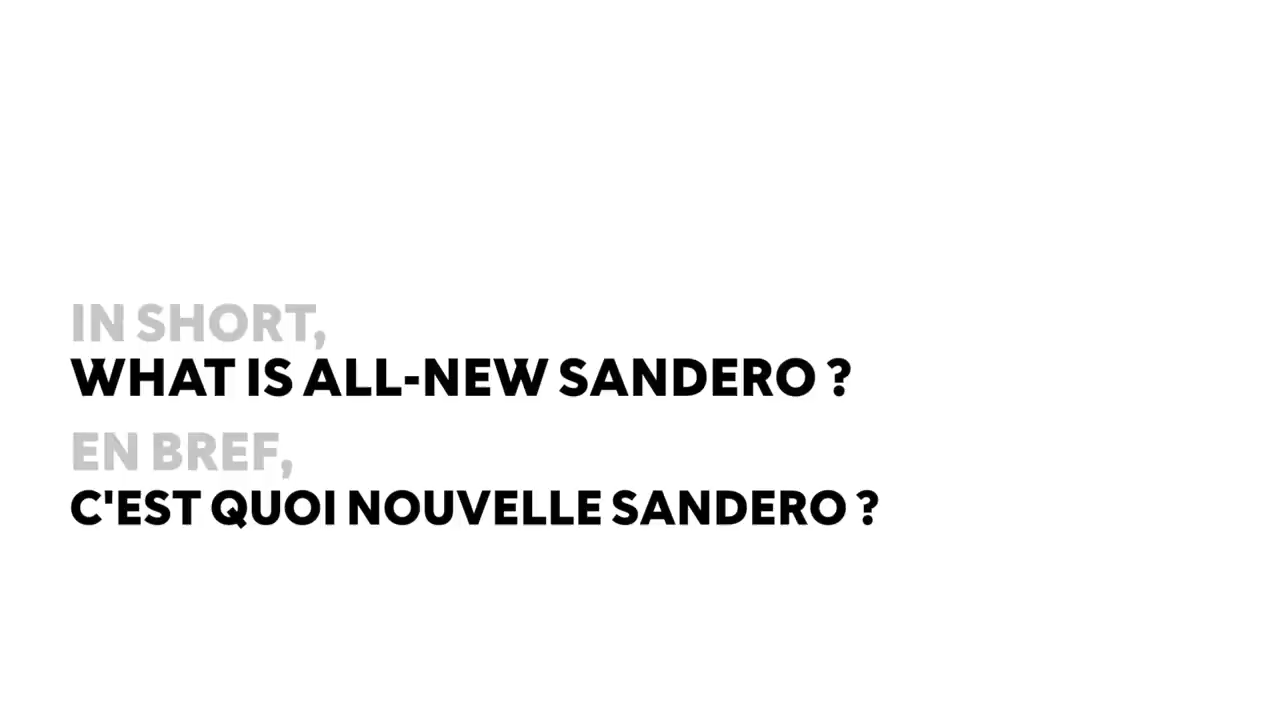 IN SHORT,
WHAT IS ALL-NEW SANDERO ?
EN BREF,
C'EST QUOI NOUVELLE SANDERO ?